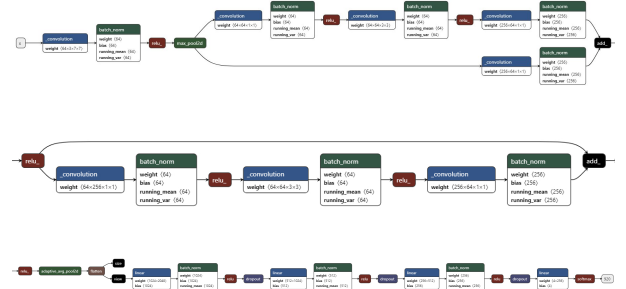 batch_norm
weight ⟨64⟩
bias ⟨64⟩
running_mean ⟨64⟩
running_var ⟨64⟩
_convolution
weight ⟨64×64×1×1⟩
batch_norm
weight ⟨64⟩
bias ⟨64⟩
running_mean ⟨64⟩
running_var ⟨64⟩
relu_
_convolution
weight ⟨64×64×3×3⟩
batch_norm
weight ⟨64⟩
bias ⟨64⟩
running_mean ⟨64⟩
running_var ⟨64⟩
relu_
_convolution
weight ⟨256×64×1×1⟩
batch_norm
weight ⟨256⟩
bias ⟨256⟩
running_mean ⟨256⟩
running_var ⟨256⟩
_convolution
weight ⟨64×3×7×7⟩
relu_
max_pool2d
add_
_convolution
weight ⟨256×64×1×1⟩
batch_norm
weight ⟨256⟩
bias ⟨256⟩
running_mean ⟨256⟩
running_var ⟨256⟩
relu_
add_
_convolution
weight ⟨64×256×1×1⟩
batch_norm
weight ⟨64⟩
bias ⟨64⟩
running_mean ⟨64⟩
running_var ⟨64⟩
relu_
_convolution
weight ⟨64×64×3×3⟩
batch_norm
weight ⟨64⟩
bias ⟨64⟩
running_mean ⟨64⟩
running_var ⟨64⟩
relu_
_convolution
weight ⟨256×64×1×1⟩
batch_norm
weight ⟨256⟩
bias ⟨256⟩
running_mean ⟨256⟩
running_var ⟨256⟩
relu_
adaptive_avg_pool2d
flatten
size
linear
batch_norm
relu
dropout
linear
batch_norm
relu
dropout
linear
batch_norm
relu
dropout
linear
softmax